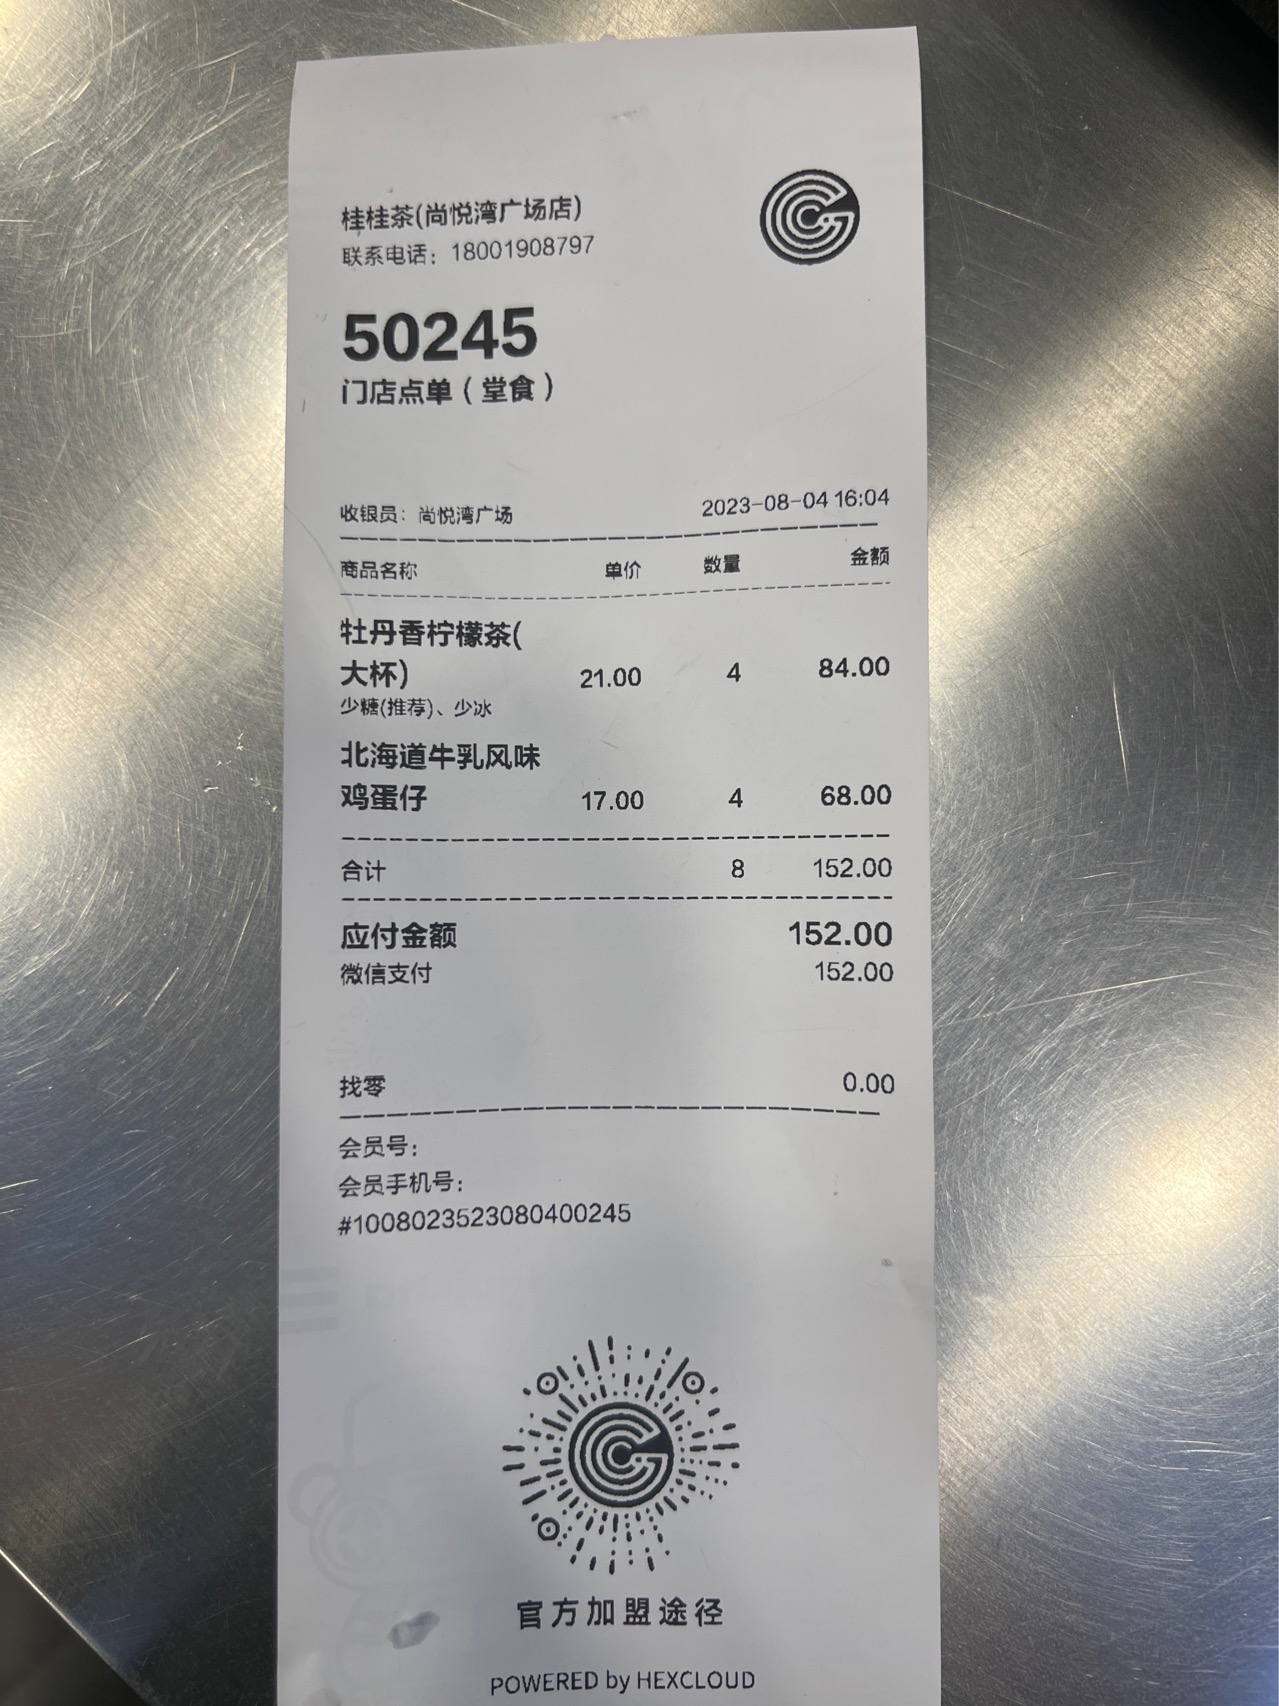 桂桂茶(尚悦湾广场店)
联系电话：18001908797
50245
门店点单（堂食）
收银员：尚悦湾广场 2023-08-04 16:04
商品名称 单价 数量 金额
牡丹香柠檬茶(
大杯) 21.00 4 84.00
少糖(推荐)、少冰
北海道牛乳风味
鸡蛋仔 17.00 4 68.00
合计 8 152.00
应付金额 152.00
微信支付 152.00
找零 0.00
会员号：
会员手机号：
#1008023523080400245
官方加盟途径
POWERED by HEXCLOUD